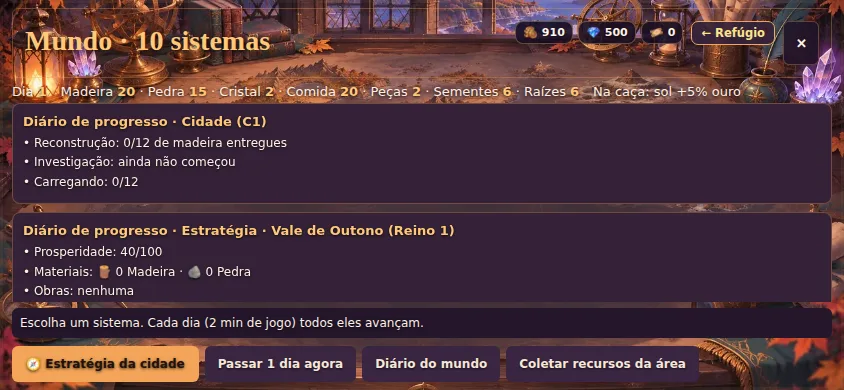 Mundo · 10 sistemas
910
500
0
← Refúgio
×
Dia 1 · Madeira 20 · Pedra 15 · Cristal 2 · Comida 20 · Peças 2 · Sementes 6 · Raízes 6 Na caça: sol +5% ouro
Diário de progresso · Cidade (C1)
• Reconstrução: 0/12 de madeira entregues
• Investigação: ainda não começou
• Carregando: 0/12
Diário de progresso · Estratégia · Vale de Outono (Reino 1)
• Prosperidade: 40/100
• Materiais: 0 Madeira · 0 Pedra
• Obras: nenhuma
Escolha um sistema. Cada dia (2 min de jogo) todos eles avançam.
Estratégia da cidade
Passar 1 dia agora
Diário do mundo
Coletar recursos da área